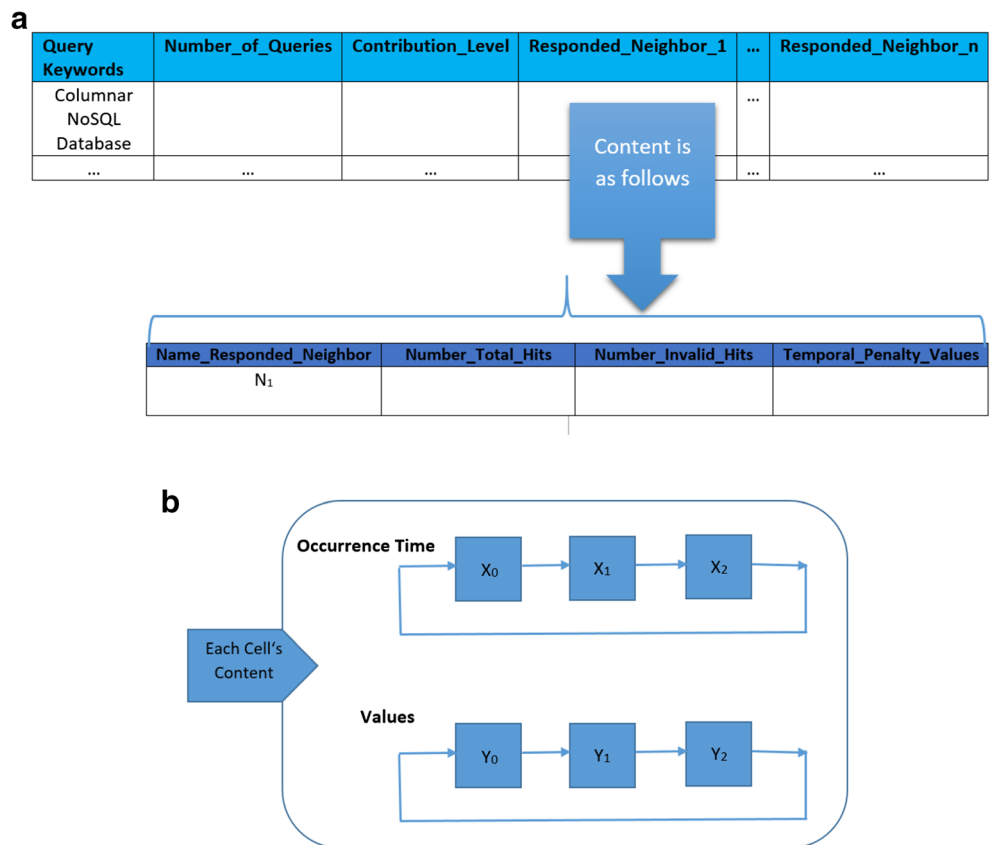 a
Query Keywords Number_of_Queries Contribution_Level Responded_Neighbor_1 ... Responded_Neighbor_n
Columnar NoSQL Database ...
... ... ... ... ...
Content is
as follows
Name_Responded_Neighbor Number_Total_Hits Number_Invalid_Hits Temporal_Penalty_Values
N1
b
Occurrence Time
X0 X1 X2
Each Cell‘s
Content
Values
Y0 Y1 Y2